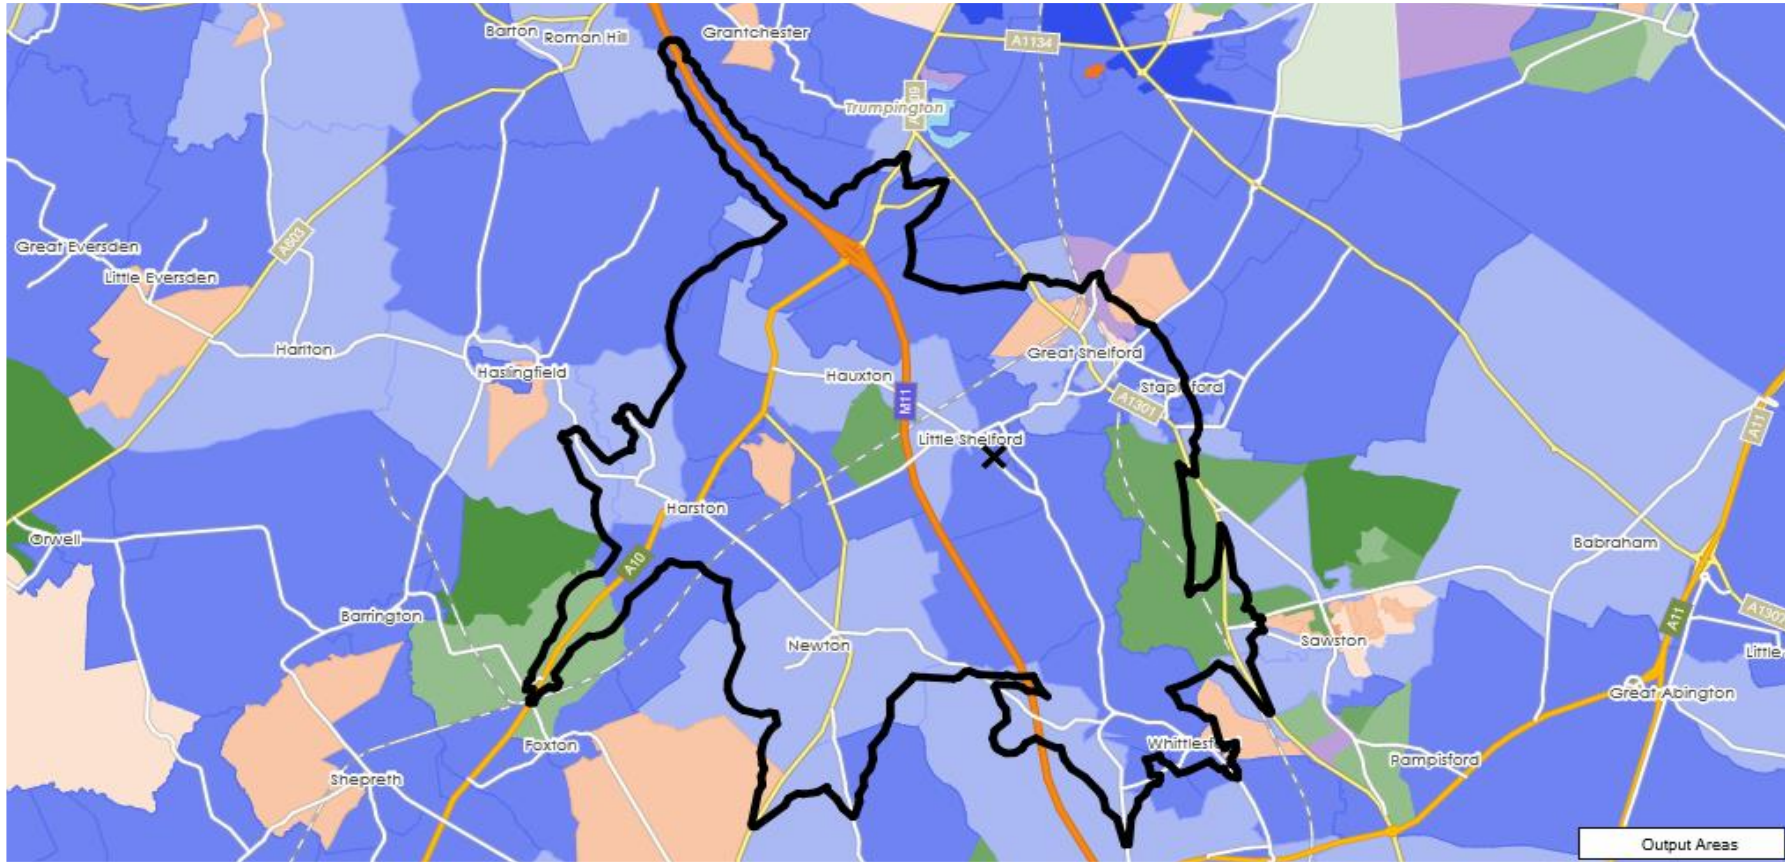 Barton
Roman Hill
Grantchester
A1134
Trumpington
Great Eversden
A603
Little Eversden
Harlton
Haslingfield
Hauxton
M11
Great Shelford
Stapleford
A1301
Little Shelford
A11
Harston
Orwell
A10
Babraham
Barrington
A11
A1307
Newton
Sawston
Little
Great Abington
Foxton
Whittlesf
Pampisford
Shepreth
Output Areas